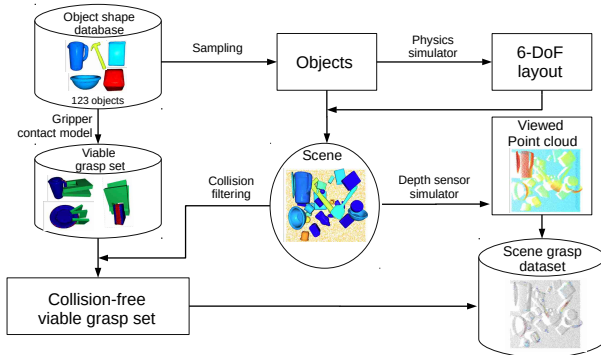 Object shape
database
123 objects
Sampling
Objects
Physics
simulator
6-DoF
layout
Gripper
contact model
Viable
grasp set
Collision
filtering
Scene
Depth sensor
simulator
Viewed
Point cloud
Scene grasp
dataset
Collision-free
viable grasp set